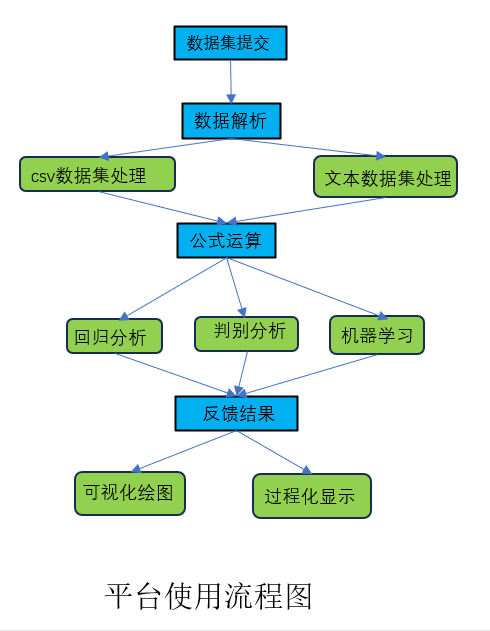 数据集提交
数据解析
csv数据集处理
文本数据集处理
公式运算
回归分析
判别分析
机器学习
反馈结果
可视化绘图
过程化显示
平台使用流程图